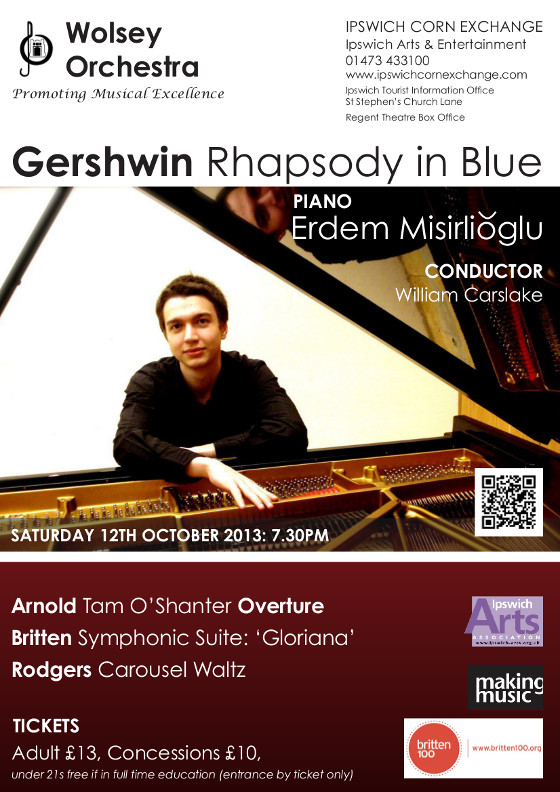 Wolsey
Orchestra
Promoting Musical Excellence
IPSWICH CORN EXCHANGE
Ipswich Arts & Entertainment
01473 433100
www.ipswichcornexchange.com
Ipswich Tourist Information Office
St Stephen's Church Lane
Regent Theatre Box Office
Gershwin Rhapsody in Blue
PIANO
Erdem Misirliŏglu
CONDUCTOR
William Carslake
SATURDAY 12TH OCTOBER 2013: 7.30PM
Arnold Tam O'Shanter Overture
Britten Symphonic Suite: 'Gloriana'
Rodgers Carousel Waltz
TICKETS
Adult £13, Concessions £10,
under 21s free if in full time education (entrance by ticket only)
Ipswich
Arts
ASSOCIATION
making
music
britten
100
www.britten100.org